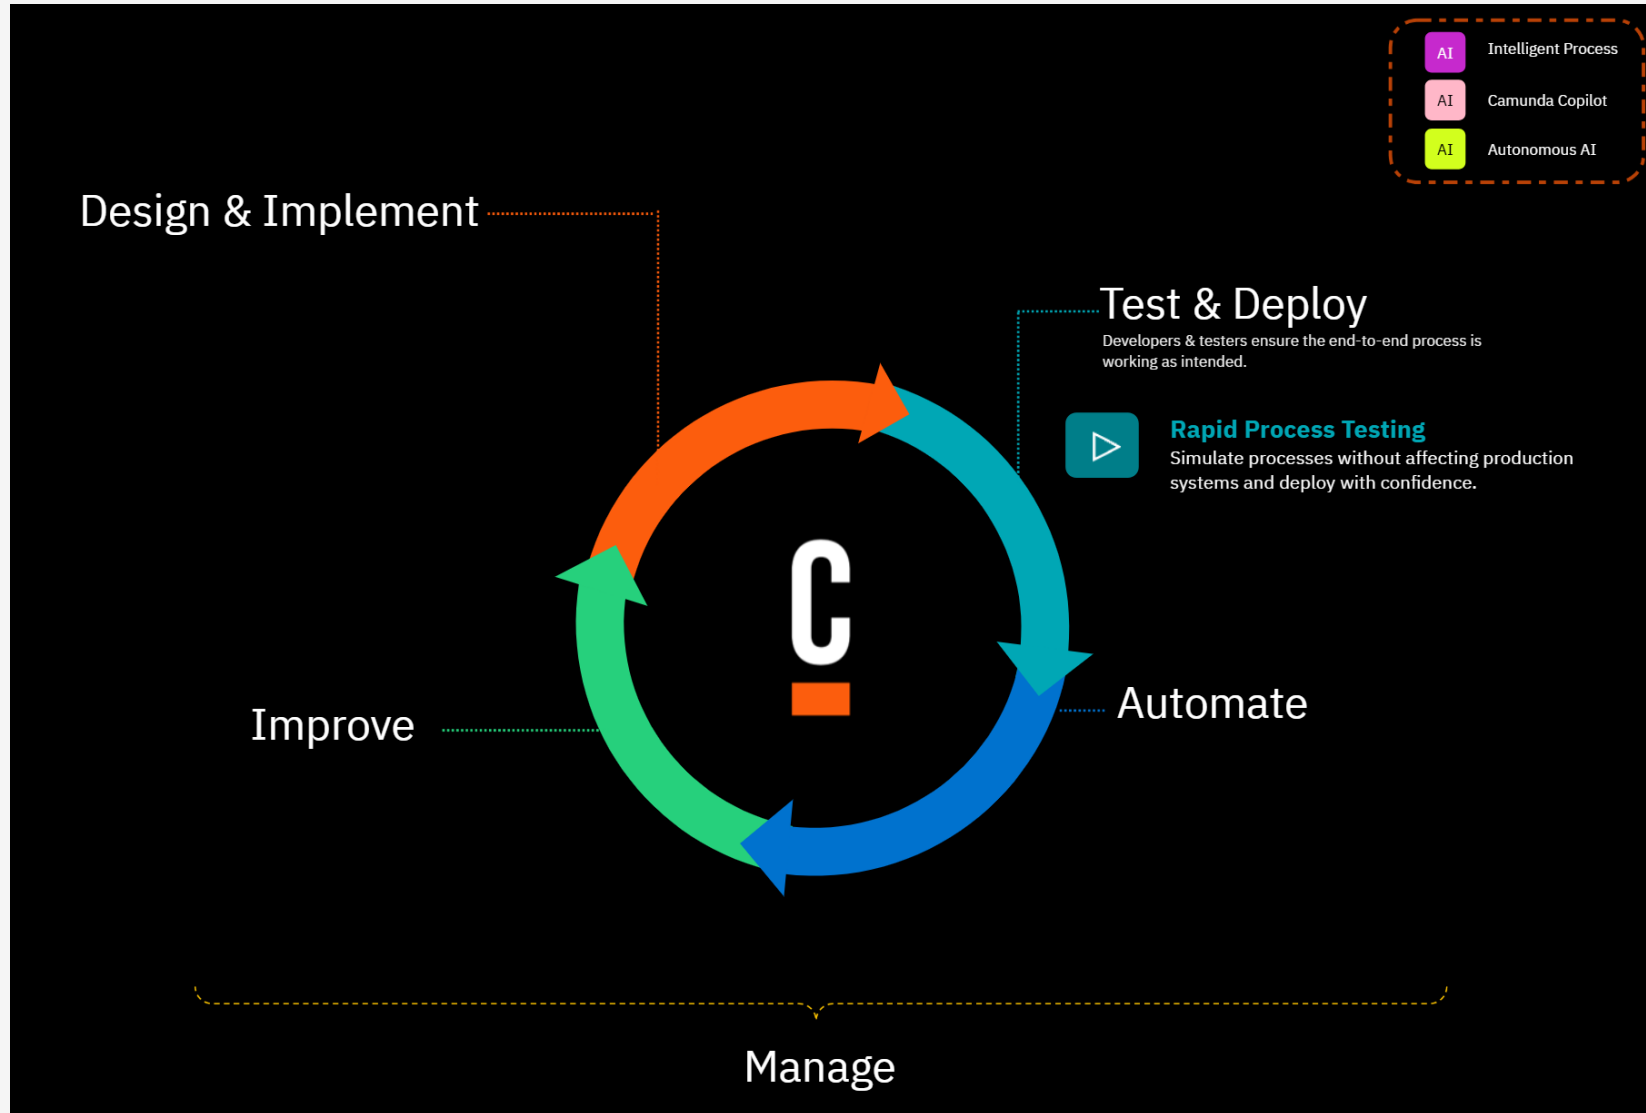 AI Intelligent Process
AI Camunda Copilot
AI Autonomous AI
Design & Implement
Test & Deploy
Developers & testers ensure the end-to-end process is
working as intended.
Rapid Process Testing
Simulate processes without affecting production
systems and deploy with confidence.
C
Automate
Improve
Manage